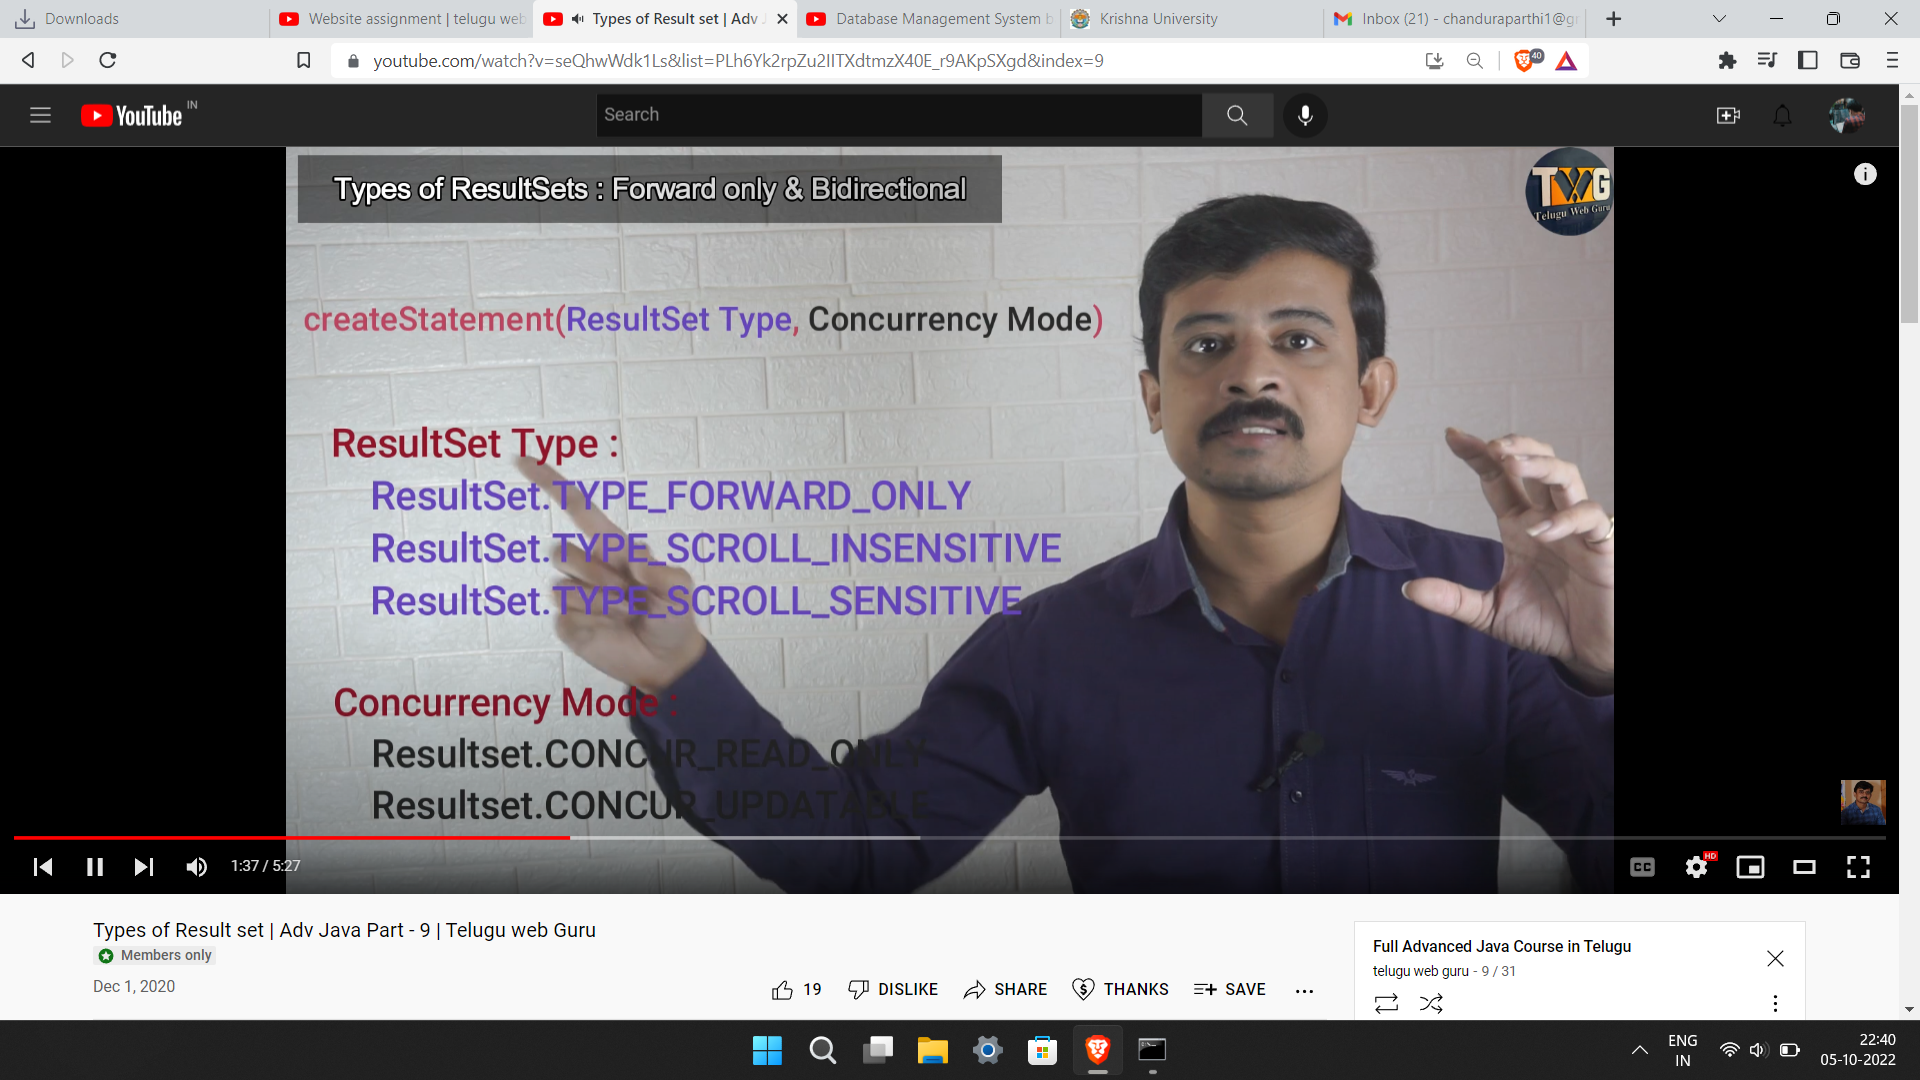 Downloads
Website assignment | telugu web
Types of Result set | Adv J
Database Management System b
Krishna University
Inbox (21) - chanduraparthi1@gm
youtube.com/watch?v=seQhwWdk1Ls&list=PLh6Yk2rpZu2IITXdtmzX40E_r9AKpSXgd&index=9
40
YouTube IN
Search
Types of ResultSets : Forward only & Bidirectional
TWG
Telugu Web Guru
createStatement(ResultSet Type, Concurrency Mode)
ResultSet Type :
ResultSet.TYPE_FORWARD_ONLY
ResultSet.TYPE_SCROLL_INSENSITIVE
ResultSet.TYPE_SCROLL_SENSITIVE
Concurrency Mode :
Resultset.CONCUR_READ_ONLY
Resultset.CONCUR_UPDATABLE
1:37 / 5:27
CC
HD
Types of Result set | Adv Java Part - 9 | Telugu web Guru
Members only
Dec 1, 2020
19
DISLIKE
SHARE
THANKS
SAVE
Full Advanced Java Course in Telugu
telugu web guru - 9 / 31
ENG
IN
22:40
05-10-2022